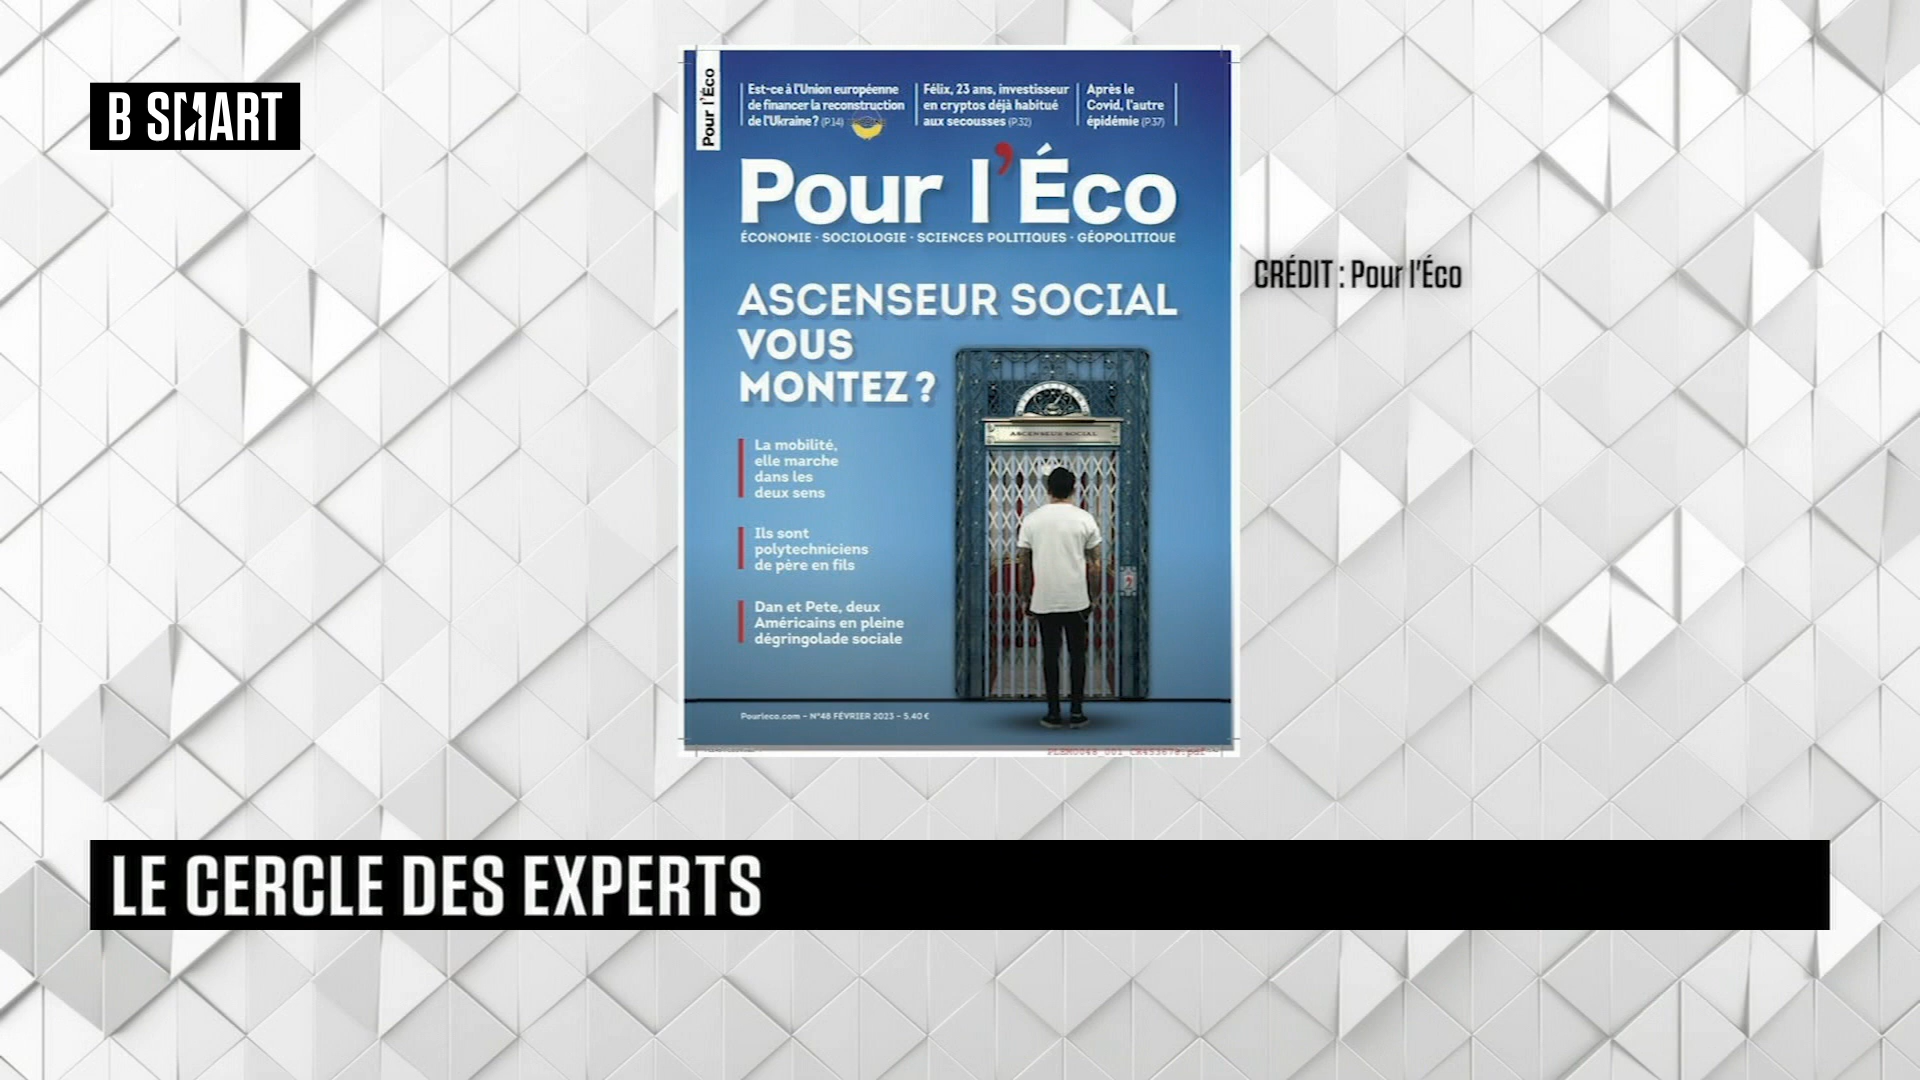 B SMART
Pour l'Éco
Est-ce à l'Union européenne
de financer la reconstruction
de l'Ukraine ? (P.14)
Félix, 23 ans, investisseur
en cryptos déjà habitué
aux secousses (P.32)
Après le
Covid, l'autre
épidémie (P.37)
Pour l'Éco
ÉCONOMIE · SOCIOLOGIE · SCIENCES POLITIQUES · GÉOPOLITIQUE
CRÉDIT : Pour l'Éco
ASCENSEUR SOCIAL
VOUS
MONTEZ ?
ASCENSEUR SOCIAL
La mobilité,
elle marche
dans les
deux sens
Ils sont
polytechniciens
de père en fils
Dan et Pete, deux
Américains en pleine
dégringolade sociale
Pourleco.com – N°48 FÉVRIER 2023 – 5,40 €
LE CERCLE DES EXPERTS